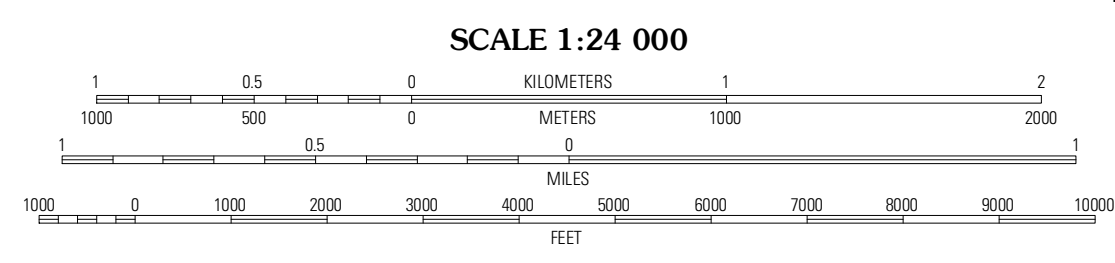 SCALE 1:24 000
1 0.5 0 KILOMETERS 1 2
1000 500 0 METERS 1000 2000
1 0.5 0 1
MILES
1000 0 1000 2000 3000 4000 5000 6000 7000 8000 9000 10000
FEET